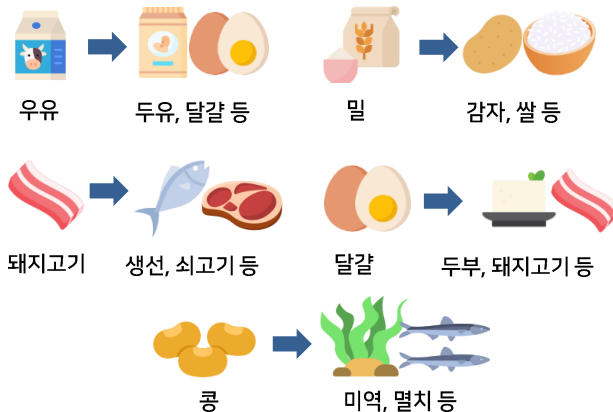 우유
두유, 달걀 등
밀
감자, 쌀 등
돼지고기
생선, 쇠고기 등
달걀
두부, 돼지고기 등
콩
미역, 멸치 등